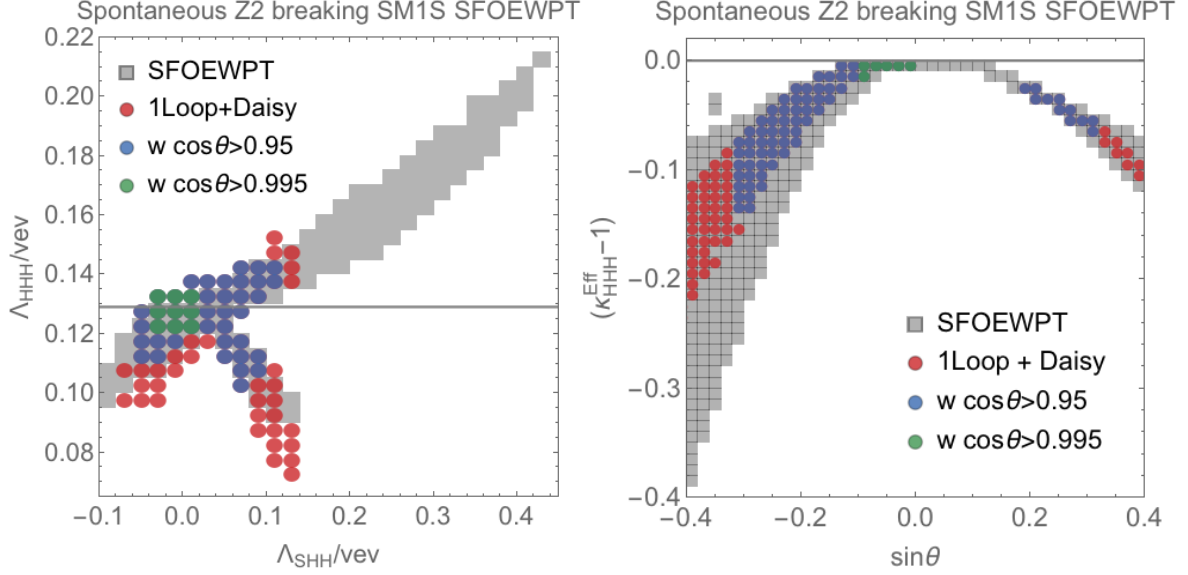 Spontaneous Z2 breaking SM1S SFOEWPT
0.22
0.20
0.18
0.16
0.14
0.12
0.10
0.08
Λ_HHH/vev
SFOEWPT
1Loop+Daisy
w cosθ>0.95
w cosθ>0.995
−0.1 0.0 0.1 0.2 0.3 0.4
Λ_SHH/vev
Spontaneous Z2 breaking SM1S SFOEWPT
0.0
−0.1
−0.2
−0.3
−0.4
(κ_HHH^Eff−1)
SFOEWPT
1Loop + Daisy
w cosθ>0.95
w cosθ>0.995
−0.4 −0.2 0.0 0.2 0.4
sinθ